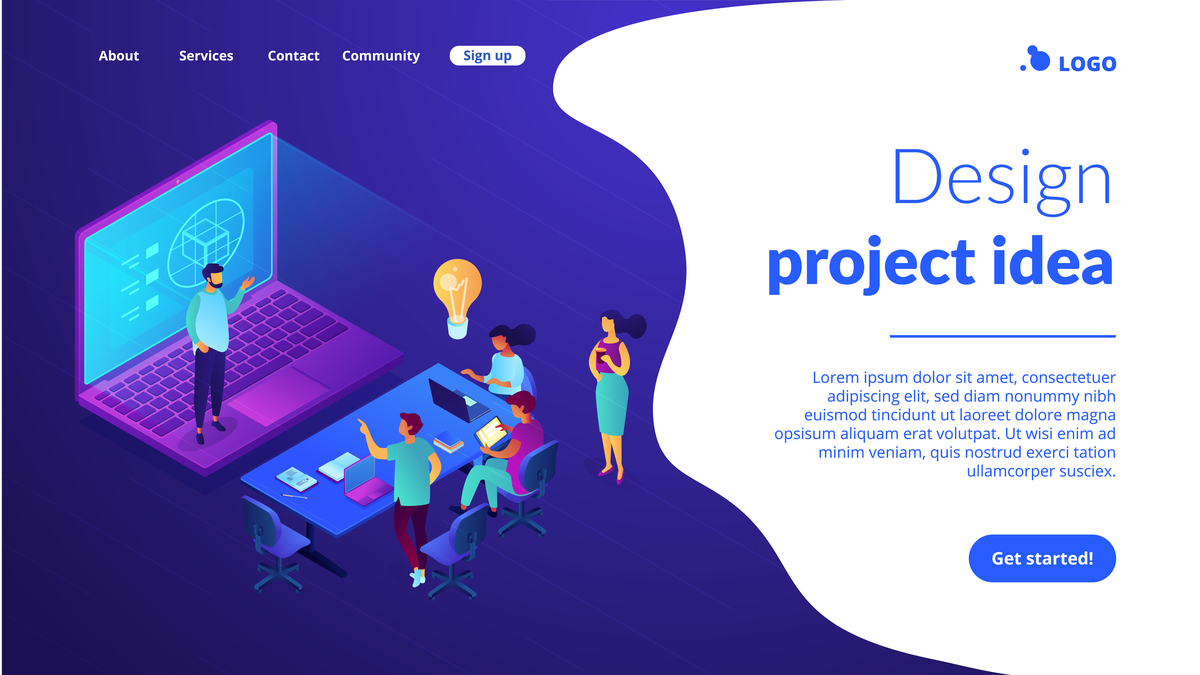 About Services Contact Community Sign up
LOGO
Design
project idea
Lorem ipsum dolor sit amet, consectetuer
adipiscing elit, sed diam nonummy nibh
euismod tincidunt ut laoreet dolore magna
opsisum aliquam erat volutpat. Ut wisi enim ad
minim veniam, quis nostrud exerci tation
ullamcorper susciex.
Get started!